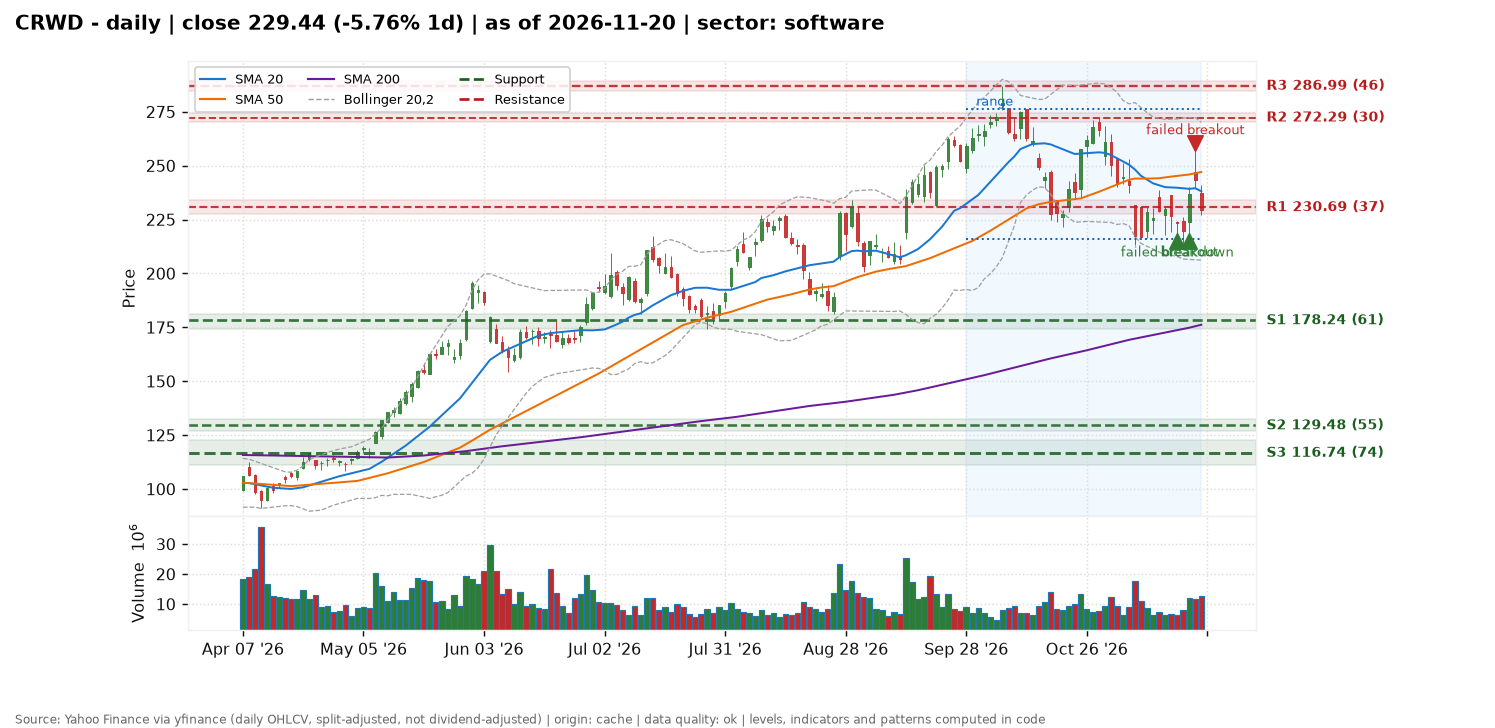 CRWD - daily | close 229.44 (-5.76% 1d) | as of 2026-11-20 | sector: software
SMA 20
SMA 50
SMA 200
Bollinger 20,2
Support
Resistance
R3 286.99 (46)
range
R2 272.29 (30)
failed breakout
R1 230.69 (37)
failed breakdown
S1 178.24 (61)
S2 129.48 (55)
S3 116.74 (74)
Price
275
250
225
200
175
150
125
100
Volume 10⁶
30
20
10
Apr 07 '26
May 05 '26
Jun 03 '26
Jul 02 '26
Jul 31 '26
Aug 28 '26
Sep 28 '26
Oct 26 '26
Source: Yahoo Finance via yfinance (daily OHLCV, split-adjusted, not dividend-adjusted) | origin: cache | data quality: ok | levels, indicators and patterns computed in code